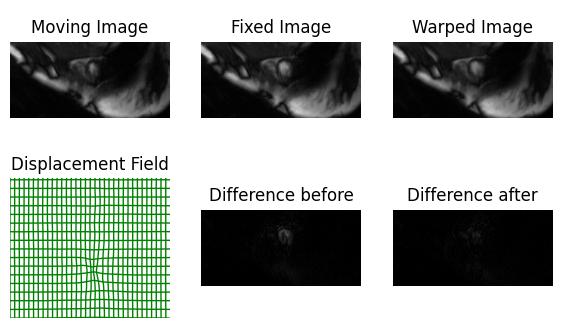 Moving Image
Fixed Image
Warped Image
Displacement Field
Difference before
Difference after